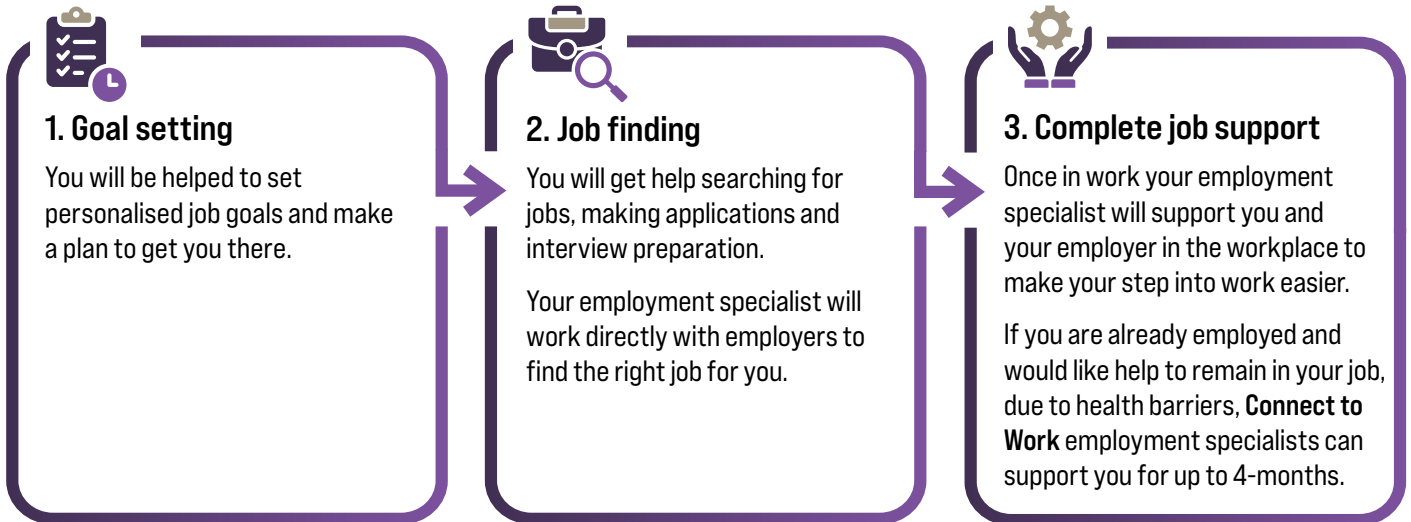 1. Goal setting
You will be helped to set
personalised job goals and make
a plan to get you there.
2. Job finding
You will get help searching for
jobs, making applications and
interview preparation.
Your employment specialist will
work directly with employers to
find the right job for you.
3. Complete job support
Once in work your employment
specialist will support you and
your employer in the workplace to
make your step into work easier.
If you are already employed and
would like help to remain in your job,
due to health barriers, Connect to
Work employment specialists can
support you for up to 4-months.